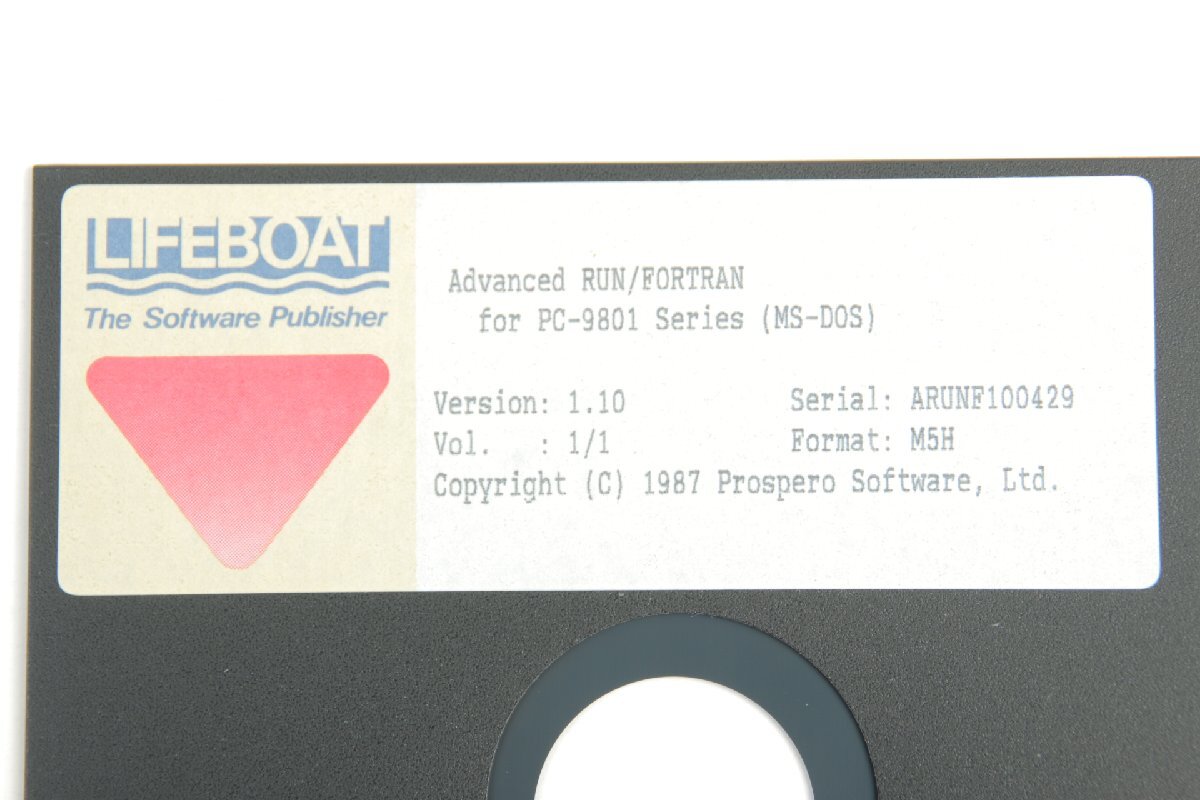 LIFEBOAT
The Software Publisher
Advanced RUN/FORTRAN
for PC-9801 Series (MS-DOS)
Version: 1.10 Serial: ARUNF100429
Vol. : 1/1 Format: M5H
Copyright (C) 1987 Prospero Software, Ltd.